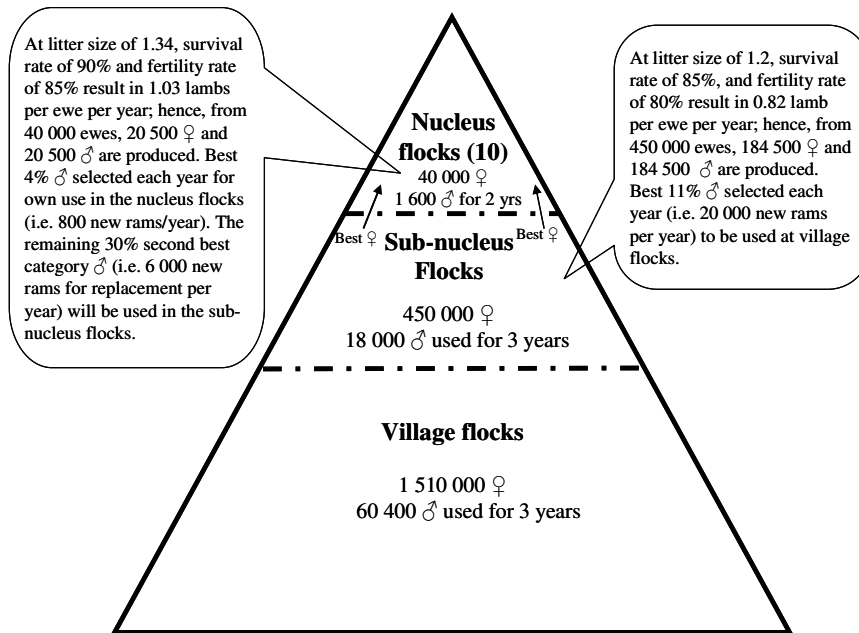 At litter size of 1.34, survival
rate of 90% and fertility rate
of 85% result in 1.03 lambs
per ewe per year; hence, from
40 000 ewes, 20 500 ♀ and
20 500 ♂ are produced. Best
4% ♂ selected each year for
own use in the nucleus flocks
(i.e. 800 new rams/year). The
remaining 30% second best
category ♂ (i.e. 6 000 new
rams for replacement per
year) will be used in the sub-
nucleus flocks.
Nucleus
flocks (10)
40 000 ♀
1 600 ♂ for 2 yrs
Best ♀
Best ♀
Sub-nucleus
Flocks
450 000 ♀
18 000 ♂ used for 3 years
At litter size of 1.2, survival
rate of 85%, and fertility rate
of 80% result in 0.82 lamb
per ewe per year; hence, from
450 000 ewes, 184 500 ♀ and
184 500 ♂ are produced.
Best 11% ♂ selected each
year (i.e. 20 000 new rams
per year) to be used at village
flocks.
Village flocks
1 510 000 ♀
60 400 ♂ used for 3 years